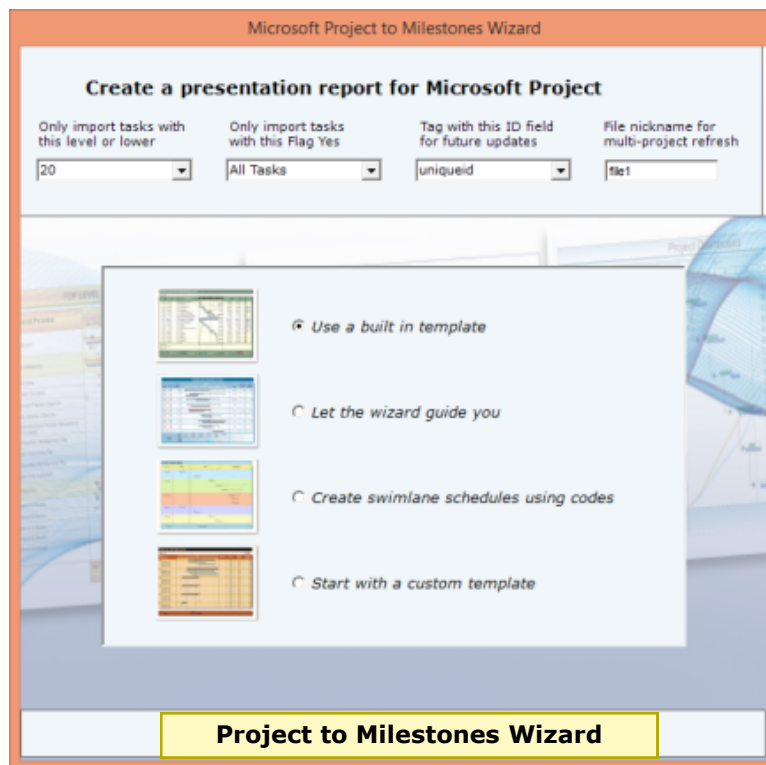 Microsoft Project to Milestones Wizard
Create a presentation report for Microsoft Project
Only import tasks with
this level or lower
Only import tasks
with this Flag Yes
Tag with this ID field
for future updates
File nickname for
multi-project refresh
20
All Tasks
uniqueid
file1
TOP LEVEL
Use a built in template
Let the wizard guide you
Create swimlane schedules using codes
Start with a custom template
Project to Milestones Wizard